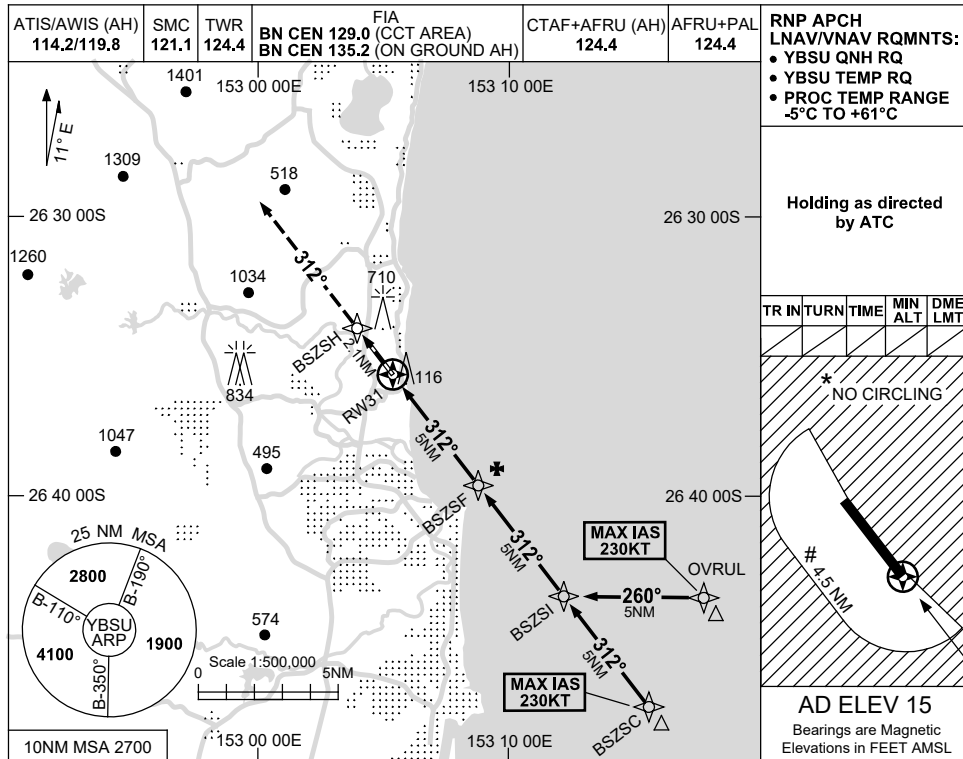 ATIS/AWIS (AH)
114.2/119.8
SMC
121.1
TWR
124.4
FIA
BN CEN 129.0 (CCT AREA)
BN CEN 135.2 (ON GROUND AH)
CTAF+AFRU (AH)
124.4
AFRU+PAL
124.4
RNP APCH
LNAV/VNAV RQMNTS:
• YBSU QNH RQ
• YBSU TEMP RQ
• PROC TEMP RANGE
-5°C TO +61°C
Holding as directed
by ATC
TR IN
TURN
TIME
MIN
ALT
DME
LMT
*NO CIRCLING
# 4.5 NM
AD ELEV 15
Bearings are Magnetic
Elevations in FEET AMSL
1401
153 00 00E
153 10 00E
11° E
1309
518
26 30 00S
26 30 00S
1260
312°
1034
710
BSZSH
2.1NM
834
116
RW31
312°
5NM
1047
495
26 40 00S
26 40 00S
BSZSF
312°
5NM
MAX IAS
230KT
OVRUL
260°
5NM
BSZSI
25 NM MSA
2800
B-190°
B-110°
YBSU
ARP
4100
1900
B-350°
574
0
Scale 1:500,000
5NM
312°
5NM
MAX IAS
230KT
BSZSC
10NM MSA 2700
153 00 00E
153 10 00E